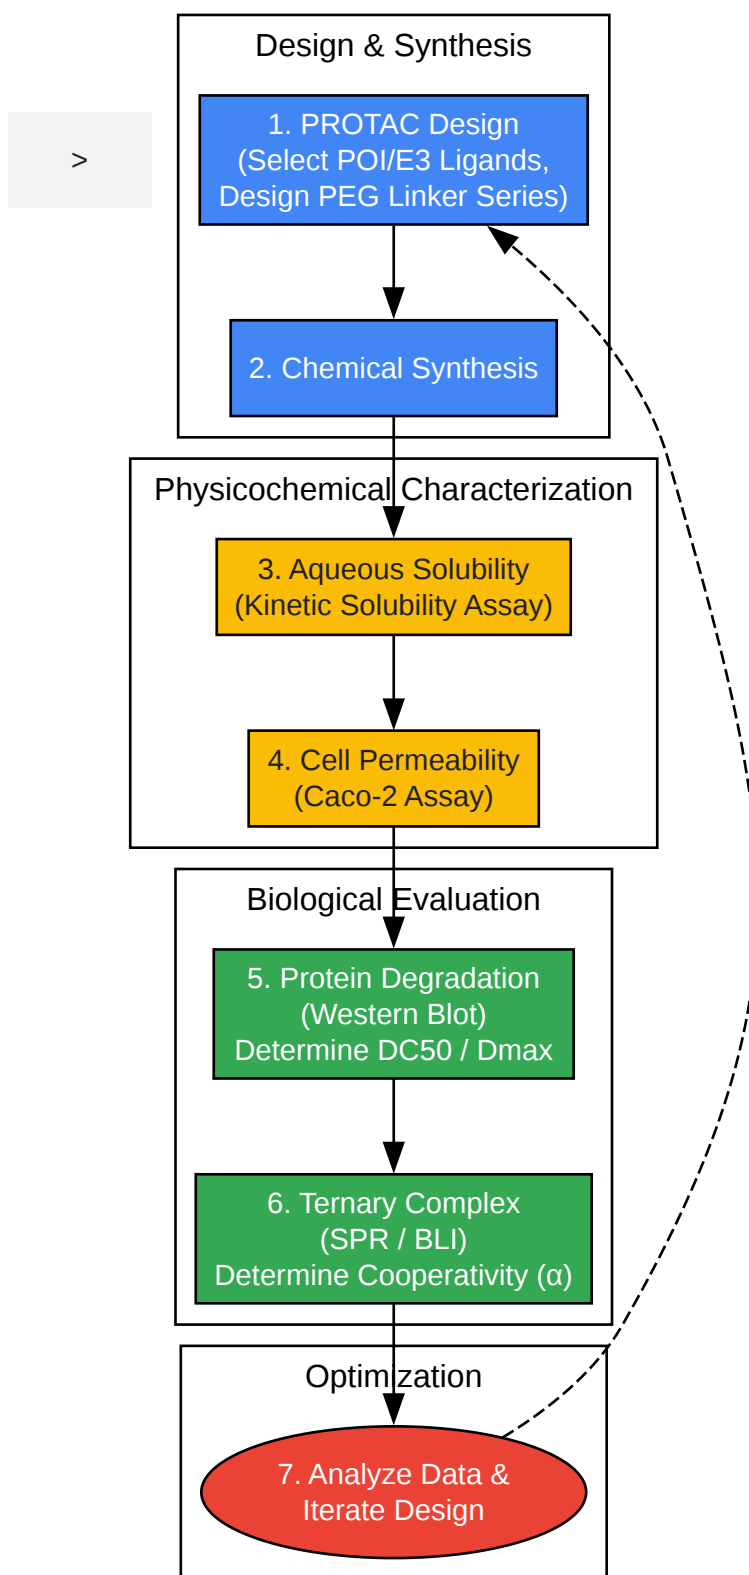 Design & Synthesis
1. PROTAC Design
(Select POI/E3 Ligands,
Design PEG Linker Series)
>
2. Chemical Synthesis
Physicochemical Characterization
3. Aqueous Solubility
(Kinetic Solubility Assay)
4. Cell Permeability
(Caco-2 Assay)
Biological Evaluation
5. Protein Degradation
(Western Blot)
Determine DC50 / Dmax
6. Ternary Complex
(SPR / BLI)
Determine Cooperativity (α)
Optimization
7. Analyze Data &
Iterate Design